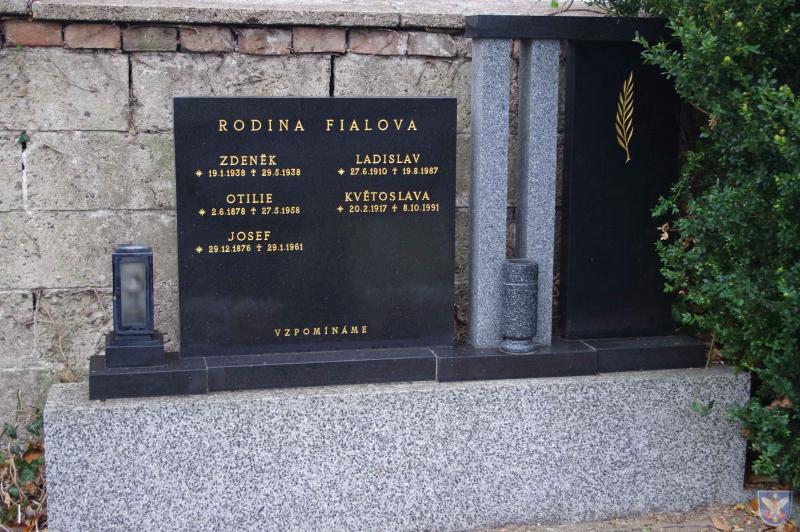 RODINA FIALOVA
ZDENĚK
* 19.1.1938 ✝ 29.5.1938
OTILIE
* 2.6.1878 ✝ 27.5.1958
JOSEF
* 29.12.1876 ✝ 29.1.1961
LADISLAV
* 27.6.1910 ✝ 19.8.1987
KVĚTOSLAVA
* 20.2.1917 ✝ 8.10.1991
VZPOMÍNÁME